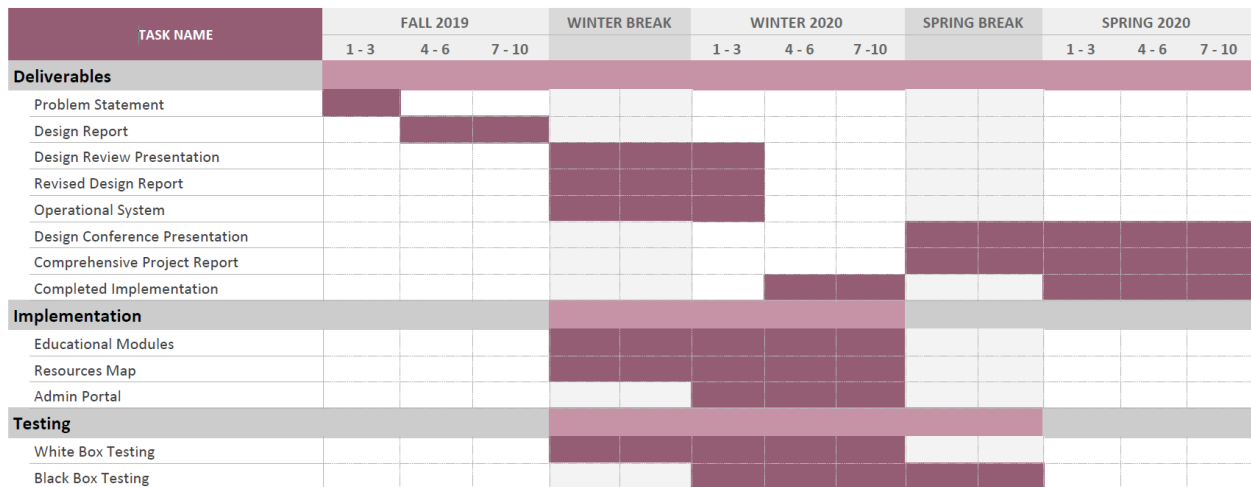 TASK NAME
FALL 2019 WINTER BREAK WINTER 2020 SPRING BREAK SPRING 2020
1 - 3 4 - 6 7 - 10 1 - 3 4 - 6 7 -10 1 - 3 4 - 6 7 - 10
Deliverables
Problem Statement
Design Report
Design Review Presentation
Revised Design Report
Operational System
Design Conference Presentation
Comprehensive Project Report
Completed Implementation
Implementation
Educational Modules
Resources Map
Admin Portal
Testing
White Box Testing
Black Box Testing